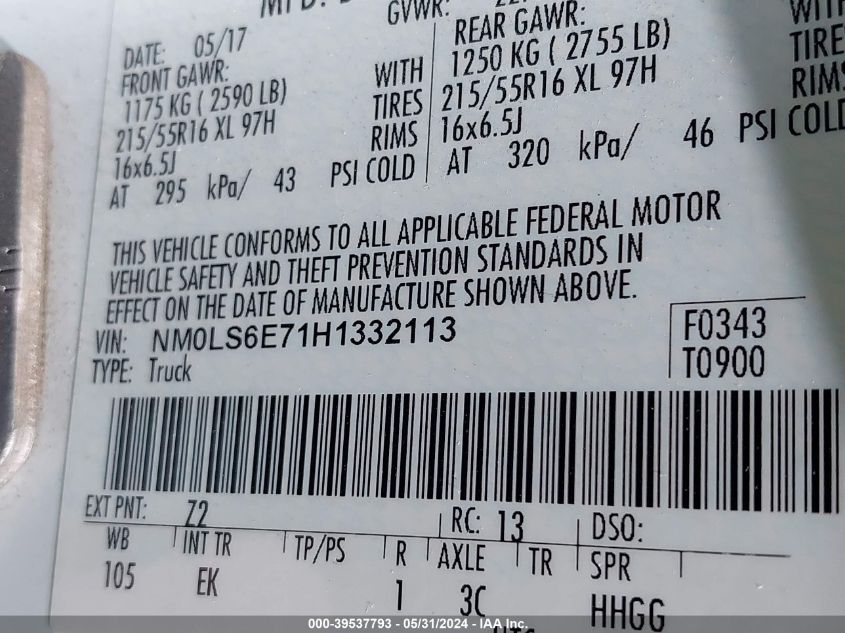 GVWR:
DATE: 05/17
FRONT GAWR:
1175 KG ( 2590 LB)
215/55R16 XL 97H
16x6.5J
AT 295 kPa/ 43 PSI COLD
WITH
TIRES
RIMS
REAR GAWR:
1250 KG ( 2755 LB)
215/55R16 XL 97H
16x6.5J
AT 320 kPa/ 46 PSI COLD
WITH
TIRES
RIMS
THIS VEHICLE CONFORMS TO ALL APPLICABLE FEDERAL MOTOR
VEHICLE SAFETY AND THEFT PREVENTION STANDARDS IN
EFFECT ON THE DATE OF MANUFACTURE SHOWN ABOVE.
VIN: NM0LS6E71H1332113
TYPE: Truck
F0343
T0900
EXT PNT: Z2 RC: 13 DSO:
WB INT TR TP/PS R AXLE TR SPR
105 EK 1 3C HHGG
000-39537793 - 05/31/2024 - IAA Inc.